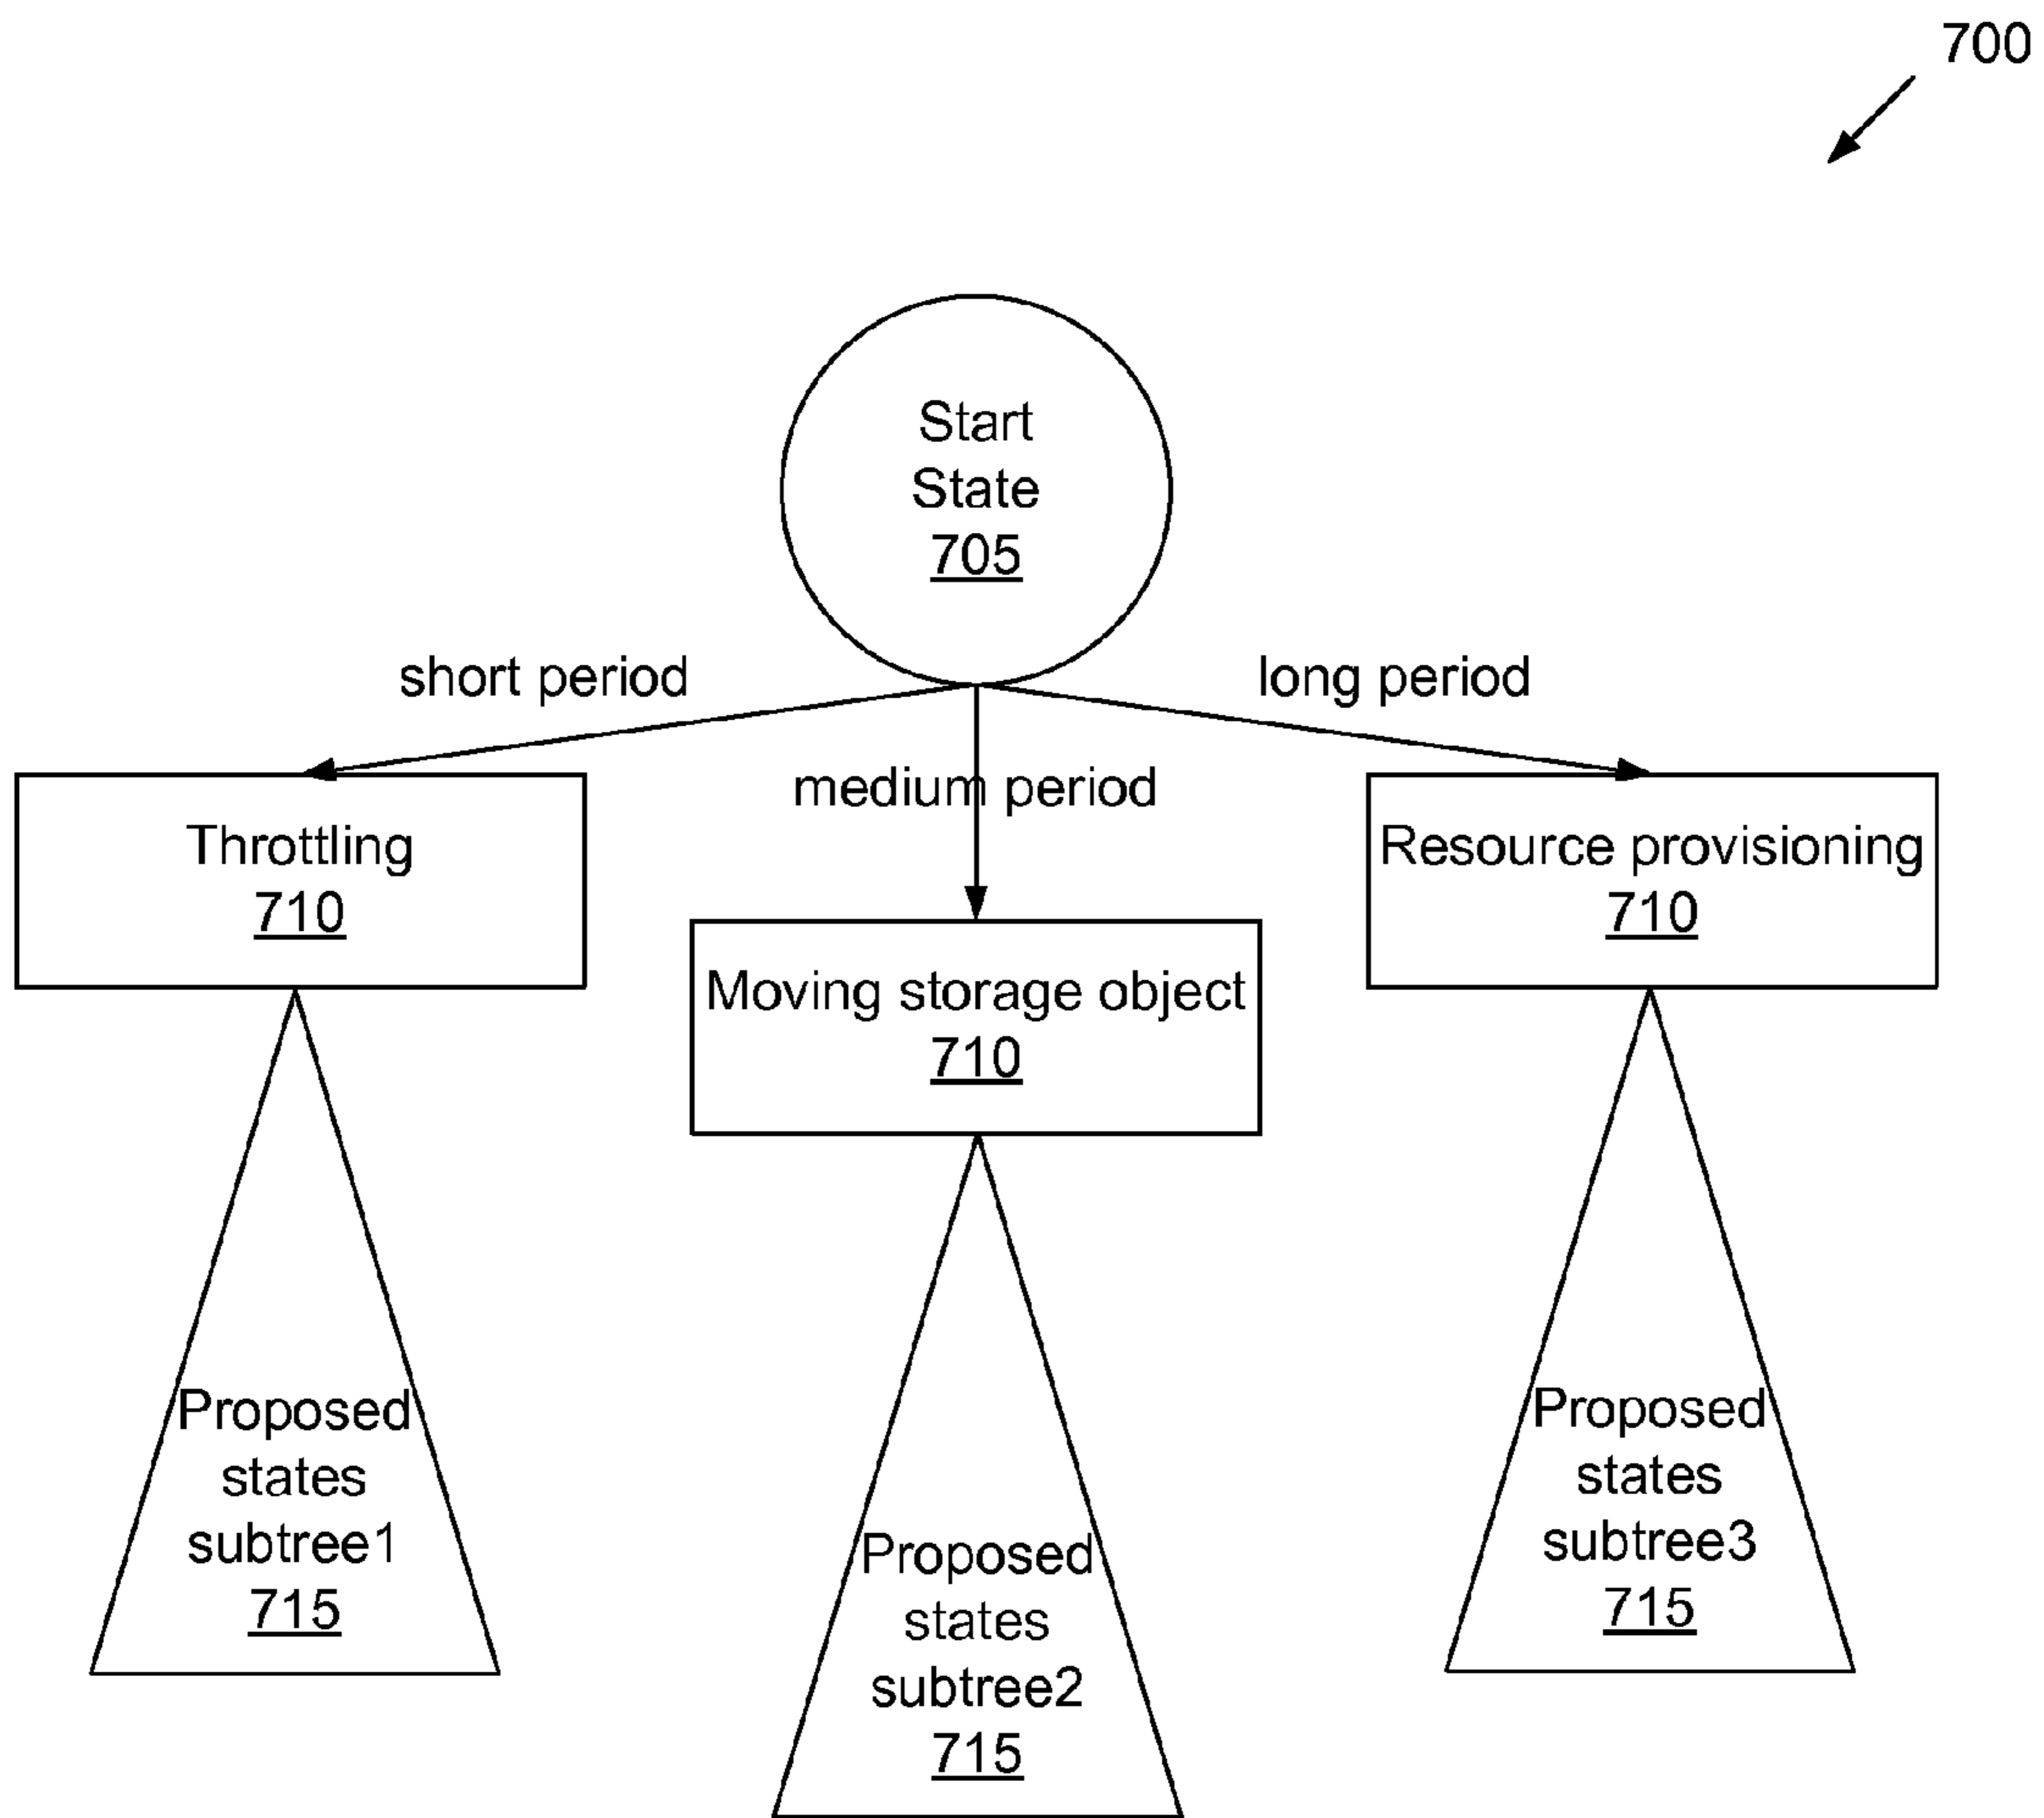 700
Start
State
705
short period
long period
medium period
Throttling
710
Resource provisioning
710
Moving storage object
710
Proposed
states
subtree1
715
Proposed
states
subtree2
715
Proposed
states
subtree3
715